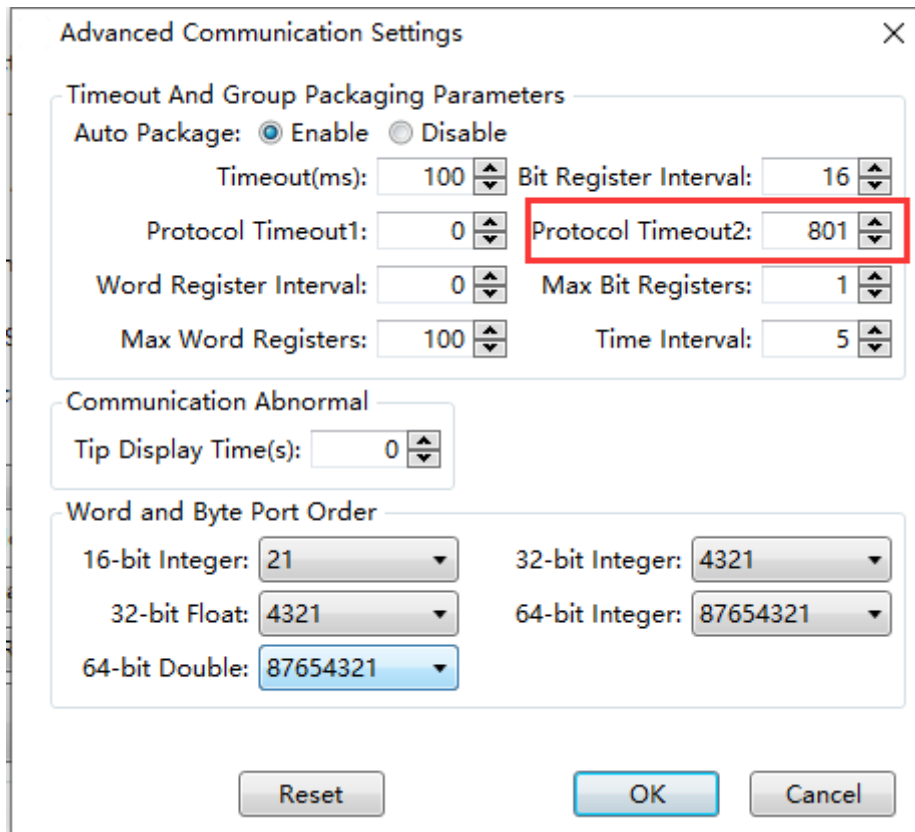 Advanced Communication Settings
Timeout And Group Packaging Parameters
Auto Package: Enable Disable
Timeout(ms): 100 Bit Register Interval: 16
Protocol Timeout1: 0 Protocol Timeout2: 801
Word Register Interval: 0 Max Bit Registers: 1
Max Word Registers: 100 Time Interval: 5
Communication Abnormal
Tip Display Time(s): 0
Word and Byte Port Order
16-bit Integer: 21 32-bit Integer: 4321
32-bit Float: 4321 64-bit Integer: 87654321
64-bit Double: 87654321
Reset OK Cancel